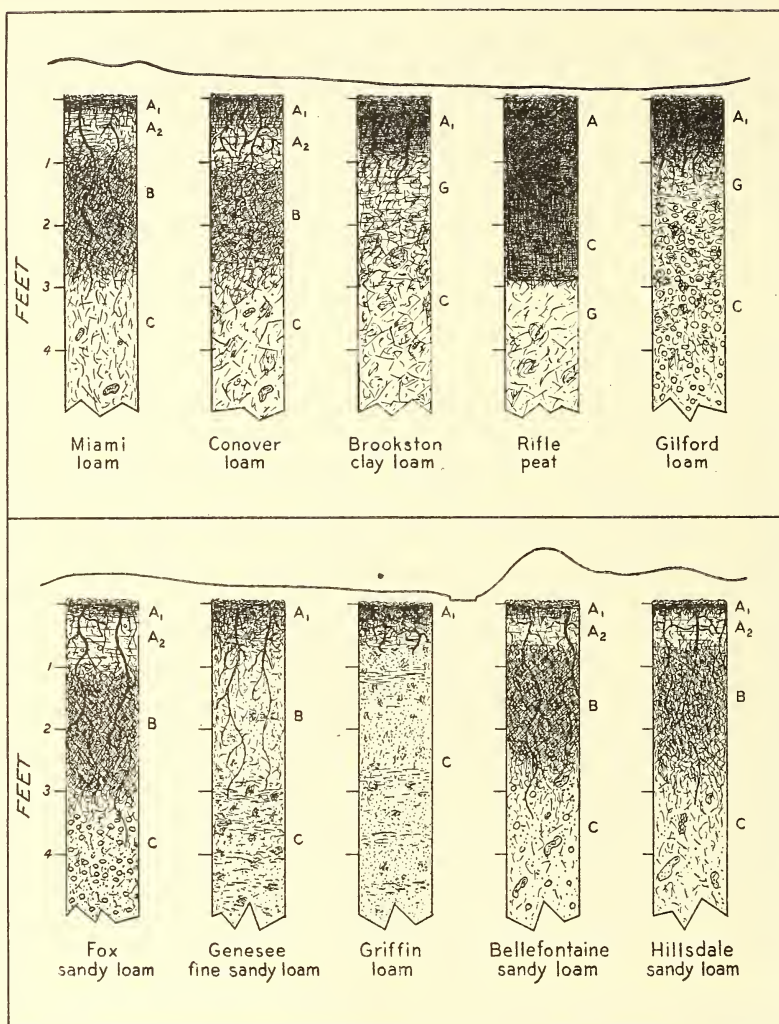 FEET
1
2
3
4
A1
A2
B
C
A1
A2
B
C
A1
G
C
A
C
G
A1
G
C
Miami
loam
Conover
loam
Brookston
clay loam
Rifle
peat
Gilford
loam
FEET
1
2
3
4
A1
A2
B
C
A1
B
C
A1
C
A1
A2
B
C
A1
A2
B
C
Fox
sandy loam
Genesee
fine sandy loam
Griffin
loam
Bellefontaine
sandy loam
Hillsdale
sandy loam